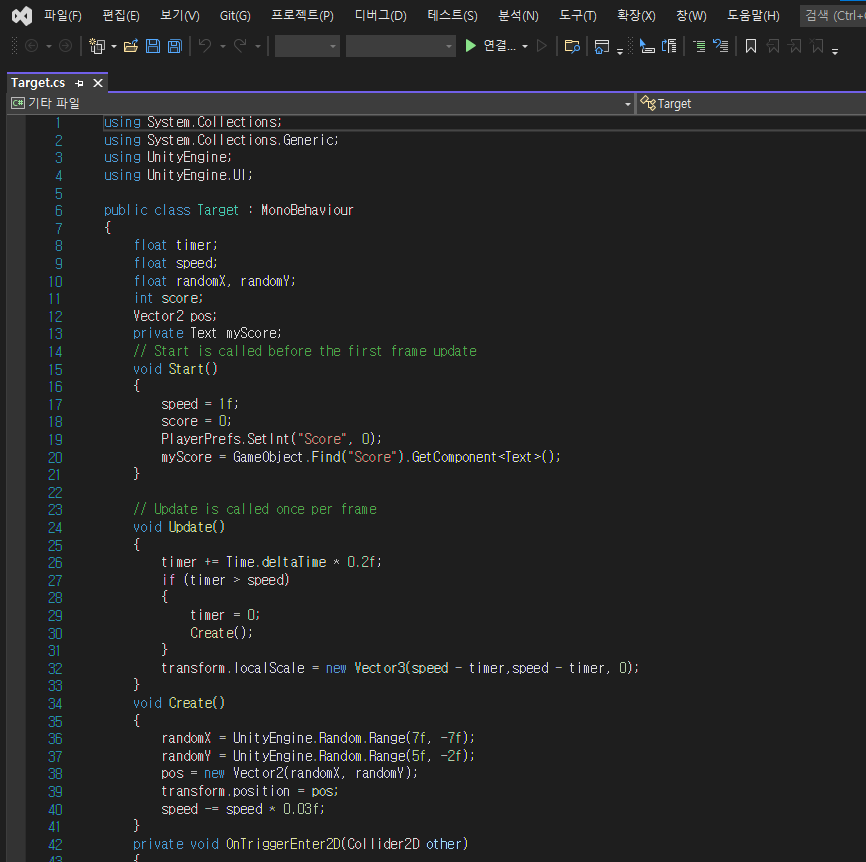 파일(F) 편집(E) 보기(V) Git(G) 프로젝트(P) 디버그(D) 테스트(S) 분석(N) 도구(T) 확장(X) 창(W) 도움말(H) 검색 (Ctrl+
연결...
Target.cs
C# 기타 파일 Target
1 using System.Collections;
2 using System.Collections.Generic;
3 using UnityEngine;
4 using UnityEngine.UI;
5
6 public class Target : MonoBehaviour
7 {
8 float timer;
9 float speed;
10 float randomX, randomY;
11 int score;
12 Vector2 pos;
13 private Text myScore;
14 // Start is called before the first frame update
15 void Start()
16 {
17 speed = 1f;
18 score = 0;
19 PlayerPrefs.SetInt("Score", 0);
20 myScore = GameObject.Find("Score").GetComponent<Text>();
21 }
22
23 // Update is called once per frame
24 void Update()
25 {
26 timer += Time.deltaTime * 0.2f;
27 if (timer > speed)
28 {
29 timer = 0;
30 Create();
31 }
32 transform.localScale = new Vector3(speed - timer,speed - timer, 0);
33 }
34 void Create()
35 {
36 randomX = UnityEngine.Random.Range(7f, -7f);
37 randomY = UnityEngine.Random.Range(5f, -2f);
38 pos = new Vector2(randomX, randomY);
39 transform.position = pos;
40 speed -= speed * 0.03f;
41 }
42 private void OnTriggerEnter2D(Collider2D other)
43 {